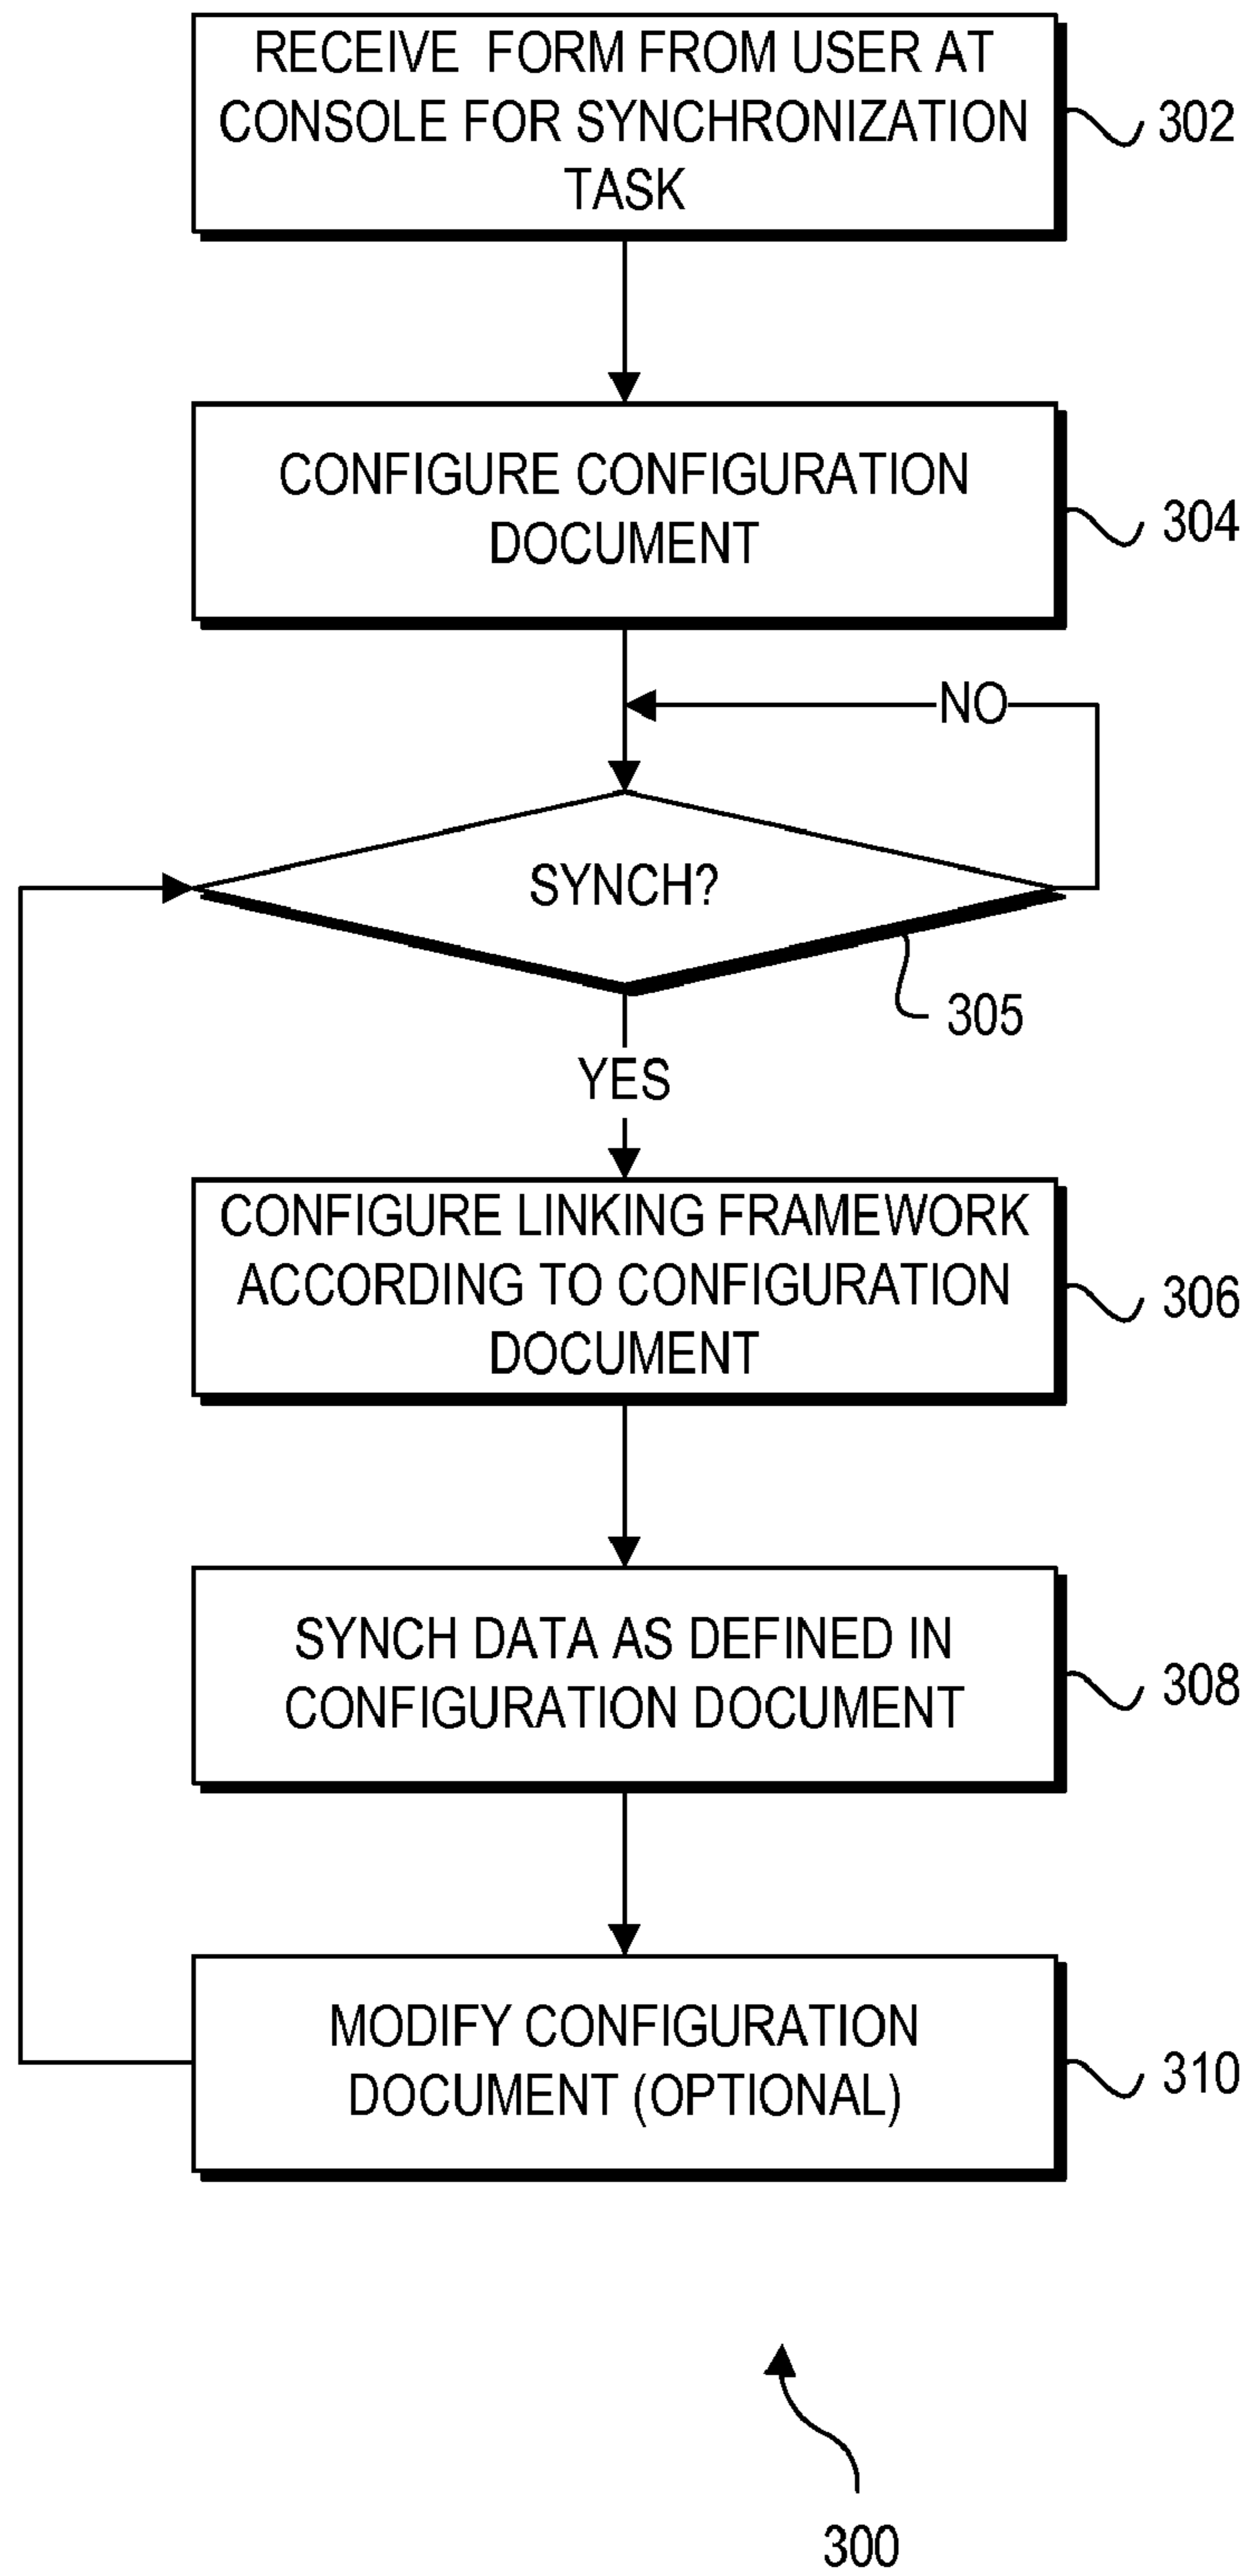 RECEIVE FORM FROM USER AT
CONSOLE FOR SYNCHRONIZATION
TASK
302
CONFIGURE CONFIGURATION
DOCUMENT
304
NO
SYNCH?
305
YES
CONFIGURE LINKING FRAMEWORK
ACCORDING TO CONFIGURATION
DOCUMENT
306
SYNCH DATA AS DEFINED IN
CONFIGURATION DOCUMENT
308
MODIFY CONFIGURATION
DOCUMENT (OPTIONAL)
310
300